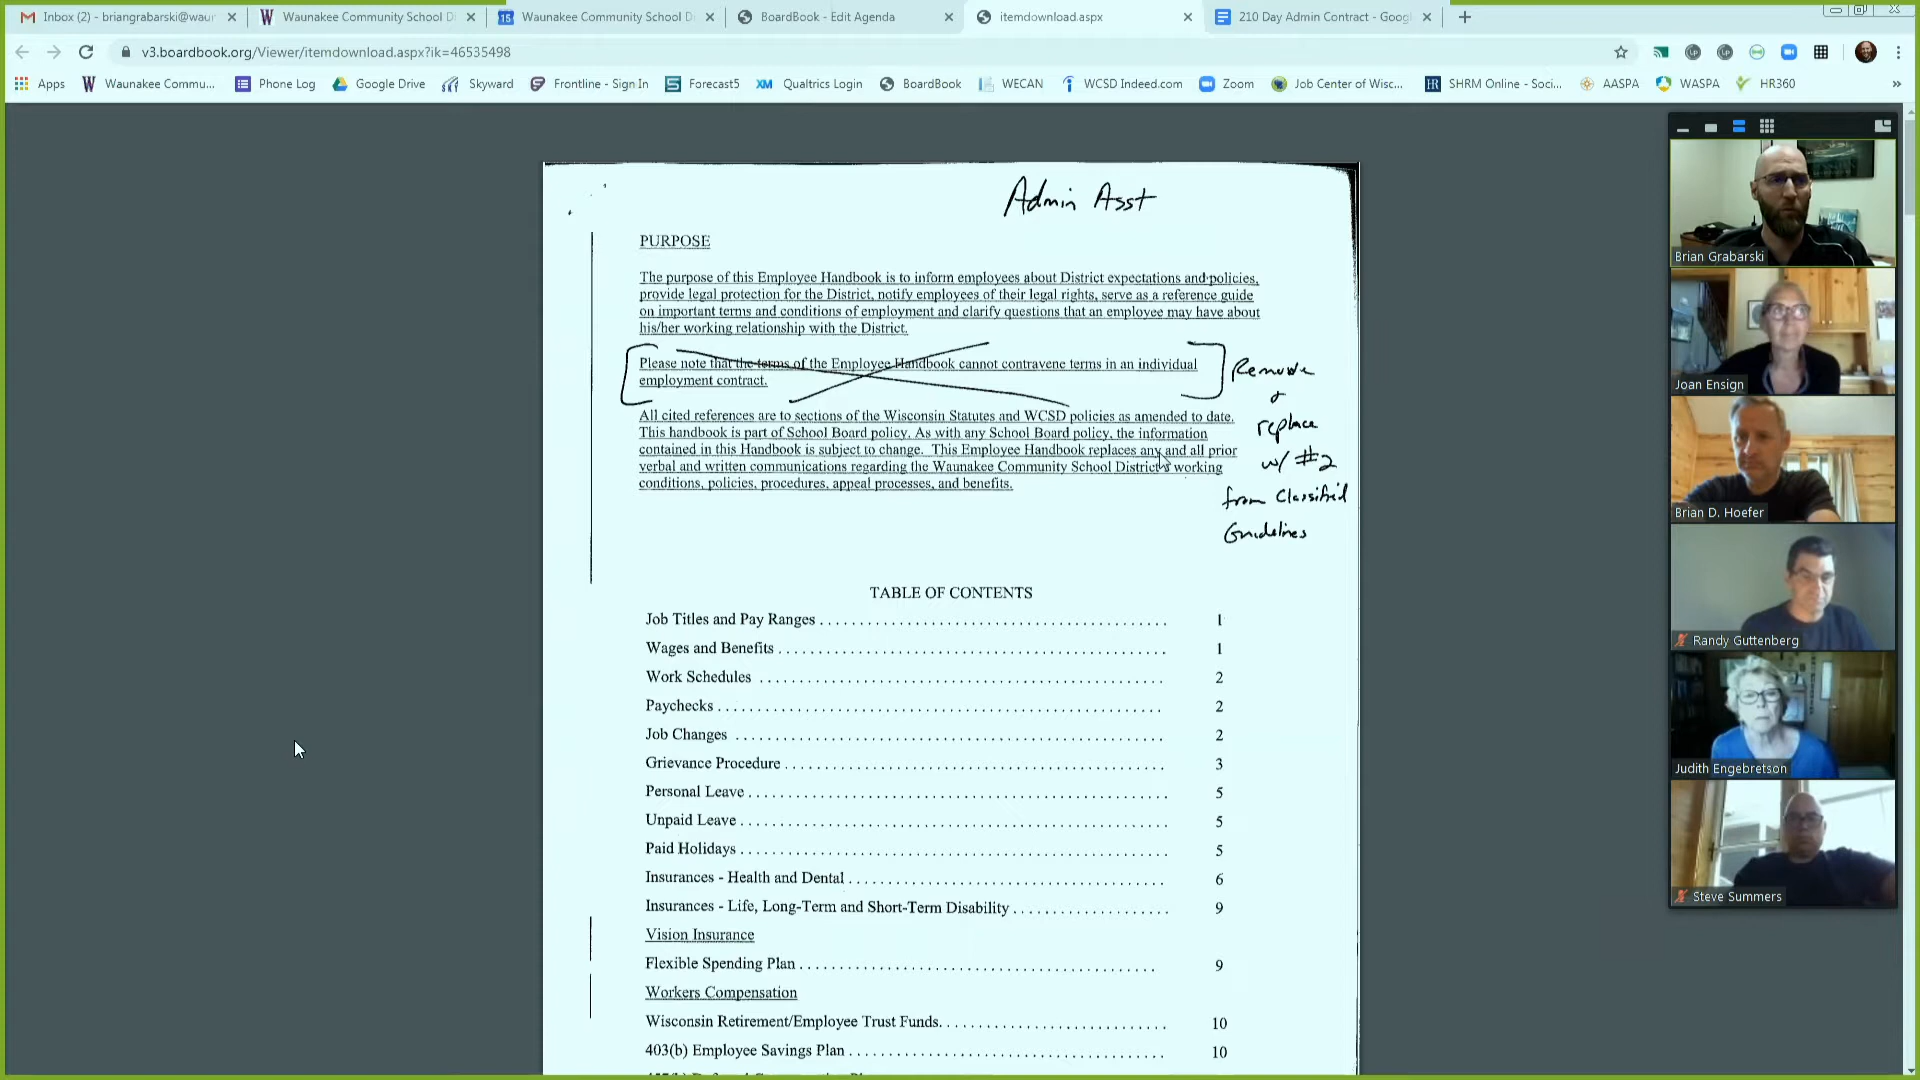 Inbox (2) - briangrabarski@waun
Waunakee Community School Di
Waunakee Community School Di
BoardBook - Edit Agenda
itemdownload.aspx
210 Day Admin Contract - Googl
v3.boardbook.org/Viewer/itemdownload.aspx?ik=46535498
Apps
Waunakee Commu...
Phone Log
Google Drive
Skyward
Frontline - Sign In
Forecast5
Qualtrics Login
BoardBook
WECAN
WCSD Indeed.com
Zoom
Job Center of Wisc...
SHRM Online - Soci...
AASPA
WASPA
HR360
Admin Asst
PURPOSE
The purpose of this Employee Handbook is to inform employees about District expectations and policies,
provide legal protection for the District, notify employees of their legal rights, serve as a reference guide
on important terms and conditions of employment and clarify questions that an employee may have about
his/her working relationship with the District.
Please note that the terms of the Employee Handbook cannot contravene terms in an individual
employment contract.
Remove
&
replace
w/ #2
from Classified
Guidelines
All cited references are to sections of the Wisconsin Statutes and WCSD policies as amended to date.
This handbook is part of School Board policy. As with any School Board policy, the information
contained in this Handbook is subject to change. This Employee Handbook replaces any and all prior
verbal and written communications regarding the Waunakee Community School District's working
conditions, policies, procedures, appeal processes, and benefits.
TABLE OF CONTENTS
Job Titles and Pay Ranges 1
Wages and Benefits 1
Work Schedules 2
Paychecks 2
Job Changes 2
Grievance Procedure 3
Personal Leave 5
Unpaid Leave 5
Paid Holidays 5
Insurances - Health and Dental 6
Insurances - Life, Long-Term and Short-Term Disability 9
Vision Insurance
Flexible Spending Plan 9
Workers Compensation
Wisconsin Retirement/Employee Trust Funds 10
403(b) Employee Savings Plan 10
Brian Grabarski
Joan Ensign
Brian D. Hoefer
Randy Guttenberg
Judith Engebretson
Steve Summers